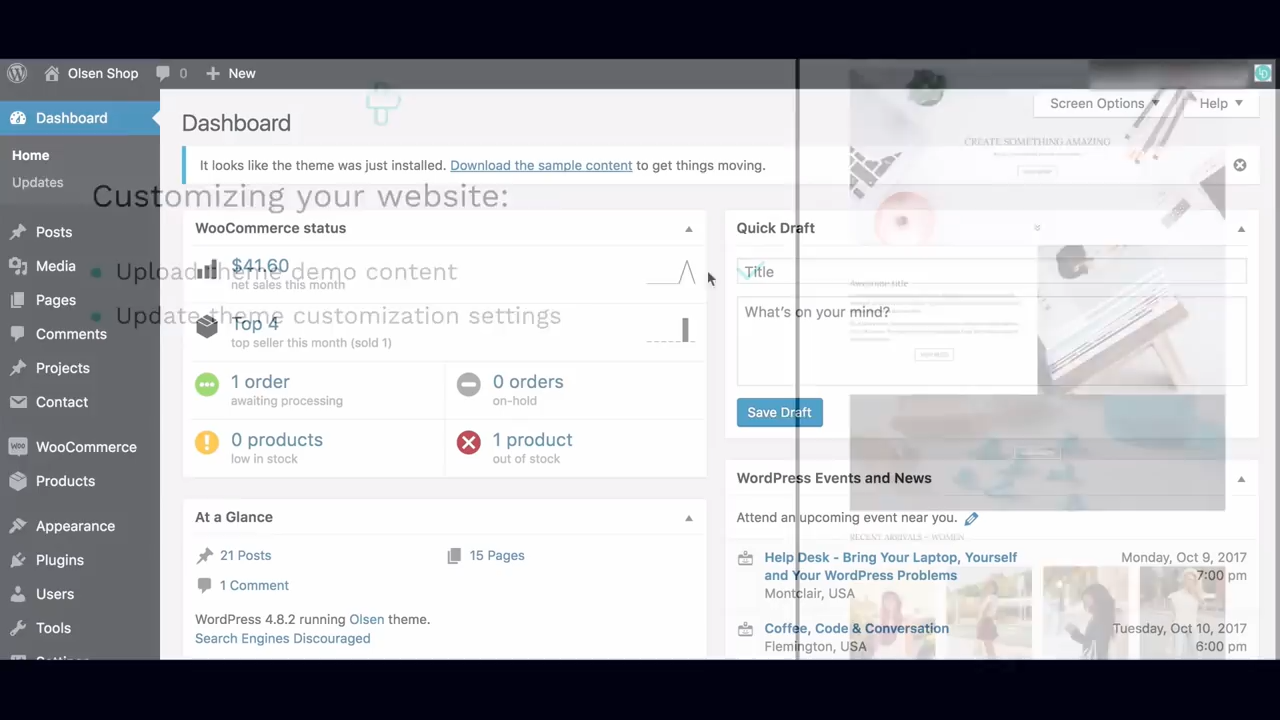 Olsen Shop
0
New
Screen Options
Help
Dashboard
Home
Updates
Posts
Media
Pages
Comments
Projects
Contact
WooCommerce
Products
Appearance
Plugins
Users
Tools
Settings
Dashboard
It looks like the theme was just installed. Download the sample content to get things moving.
Customizing your website:
Upload theme demo content
Update theme customization settings
WooCommerce status
$41.60
net sales this month
Top 4
top seller this month (sold 1)
1 order
awaiting processing
0 orders
on-hold
0 products
low in stock
1 product
out of stock
At a Glance
21 Posts
15 Pages
1 Comment
WordPress 4.8.2 running Olsen theme.
Search Engines Discouraged
Quick Draft
Title
What's on your mind?
Save Draft
WordPress Events and News
Attend an upcoming event near you.
Help Desk - Bring Your Laptop, Yourself
and Your WordPress Problems
Montclair, USA
Monday, Oct 9, 2017
7:00 pm
Coffee, Code & Conversation
Flemington, USA
Tuesday, Oct 10, 2017
6:00 pm
CREATE SOMETHING AMAZING
Awesome title
RECENT ARRIVALS - WOMEN